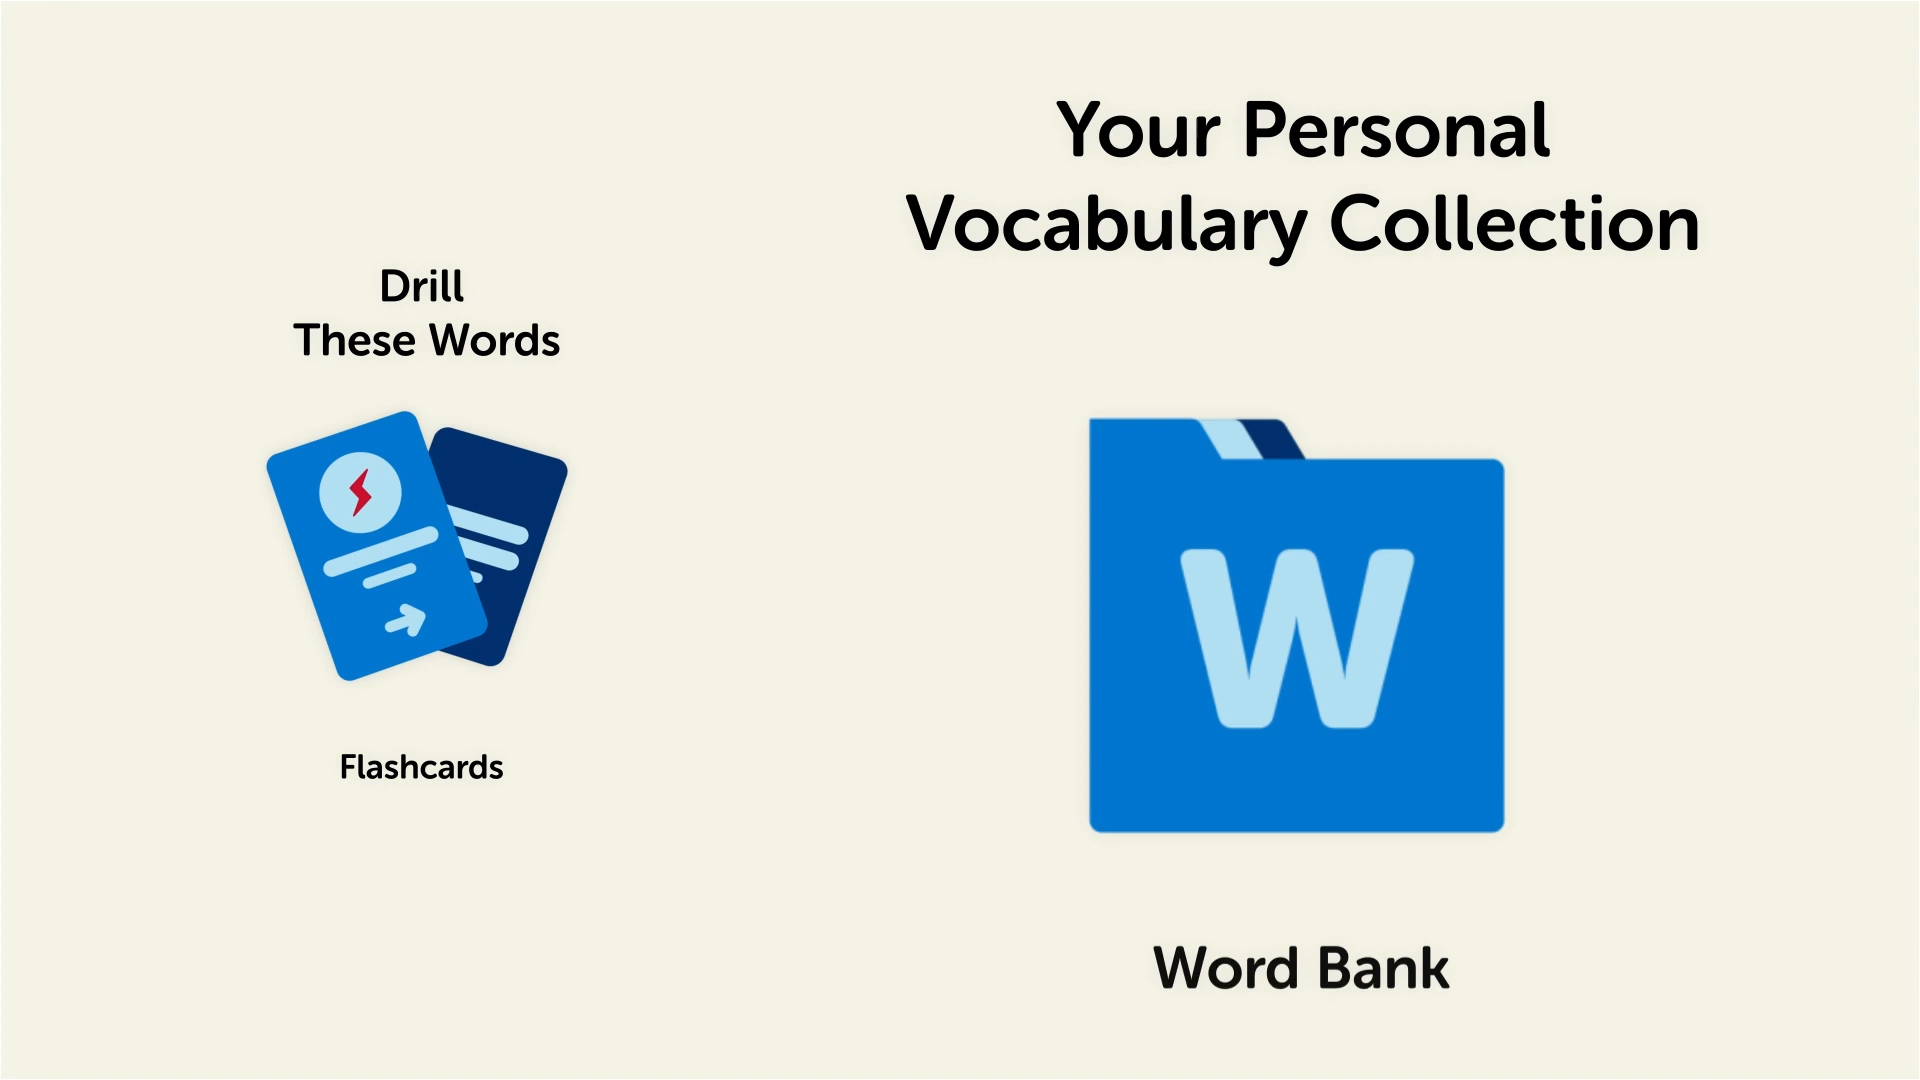 Drill
These Words
Flashcards
Your Personal
Vocabulary Collection
W
Word Bank